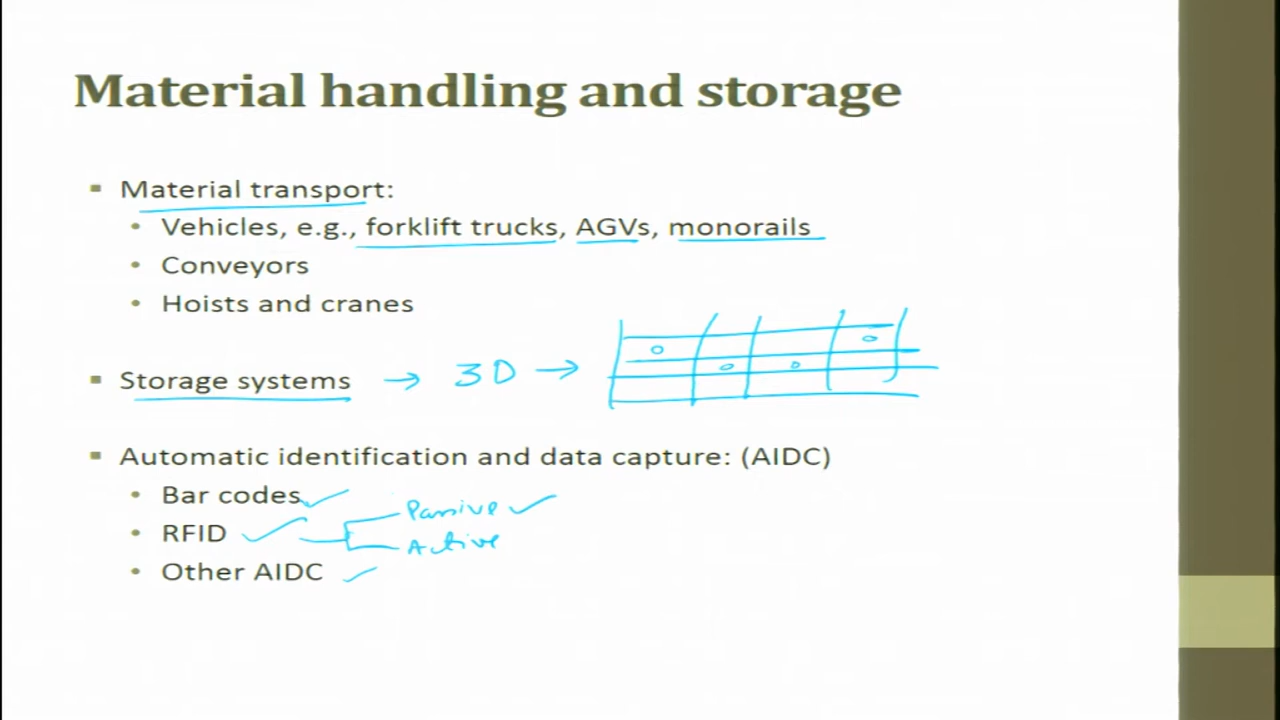 Material handling and storage
▪ Material transport:
• Vehicles, e.g., forklift trucks, AGVs, monorails
• Conveyors
• Hoists and cranes
▪ Storage systems → 3D →
▪ Automatic identification and data capture: (AIDC)
• Bar codes ✓
• RFID ✓ Passive ✓
Active
• Other AIDC ✓